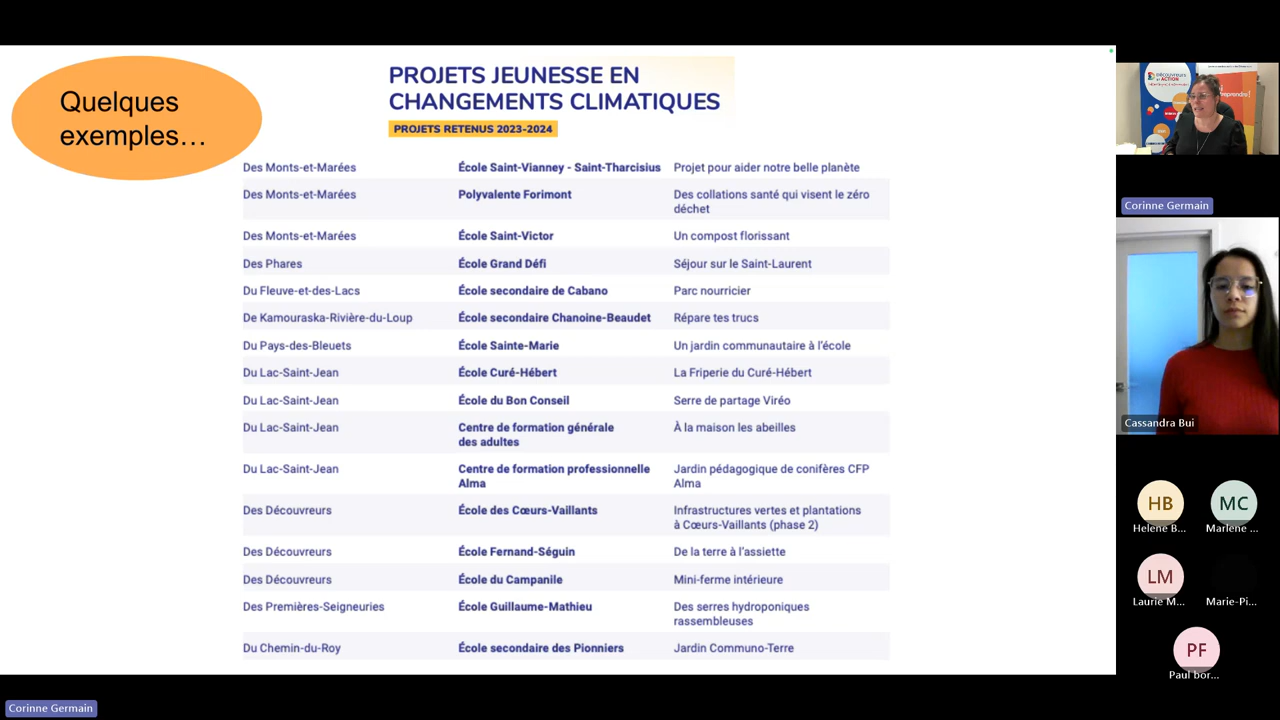 Quelques
exemples...
PROJETS JEUNESSE EN
CHANGEMENTS CLIMATIQUES
PROJETS RETENUS 2023-2024
Des Monts-et-Marées École Saint-Vianney - Saint-Tharcisius Projet pour aider notre belle planète
Des Monts-et-Marées Polyvalente Forimont Des collations santé qui visent le zéro
déchet
Des Monts-et-Marées École Saint-Victor Un compost florissant
Des Phares École Grand Défi Séjour sur le Saint-Laurent
Du Fleuve-et-des-Lacs École secondaire de Cabano Parc nourricier
De Kamouraska-Rivière-du-Loup École secondaire Chanoine-Beaudet Répare tes trucs
Du Pays-des-Bleuets École Sainte-Marie Un jardin communautaire à l'école
Du Lac-Saint-Jean École Curé-Hébert La Friperie du Curé-Hébert
Du Lac-Saint-Jean École du Bon Conseil Serre de partage Viréo
Du Lac-Saint-Jean Centre de formation générale À la maison les abeilles
des adultes
Du Lac-Saint-Jean Centre de formation professionnelle Jardin pédagogique de conifères CFP
Alma Alma
Des Découvreurs École des Cœurs-Vaillants Infrastructures vertes et plantations
à Cœurs-Vaillants (phase 2)
Des Découvreurs École Fernand-Séguin De la terre à l'assiette
Des Découvreurs École du Campanile Mini-ferme intérieure
Des Premières-Seigneuries École Guillaume-Mathieu Des serres hydroponiques
rassembleuses
Du Chemin-du-Roy École secondaire des Pionniers Jardin Communo-Terre
Découvreurs
en ACTION
Corinne Germain
Cassandra Bui
HB MC
Helene B... Marlene ...
LM
Laurie M... Marie-Pi...
PF
Paul bor...
Corinne Germain